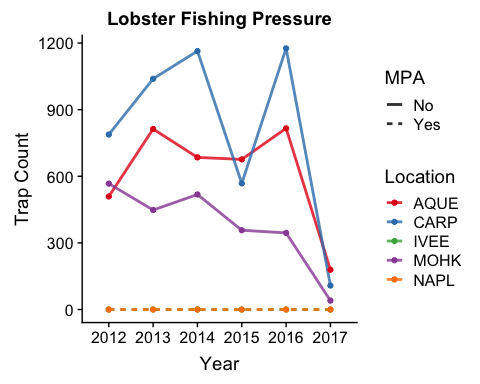 Lobster Fishing Pressure
Trap Count
1200
900
600
300
0
2012 2013 2014 2015 2016 2017
Year
MPA
No
Yes
Location
AQUE
CARP
IVEE
MOHK
NAPL